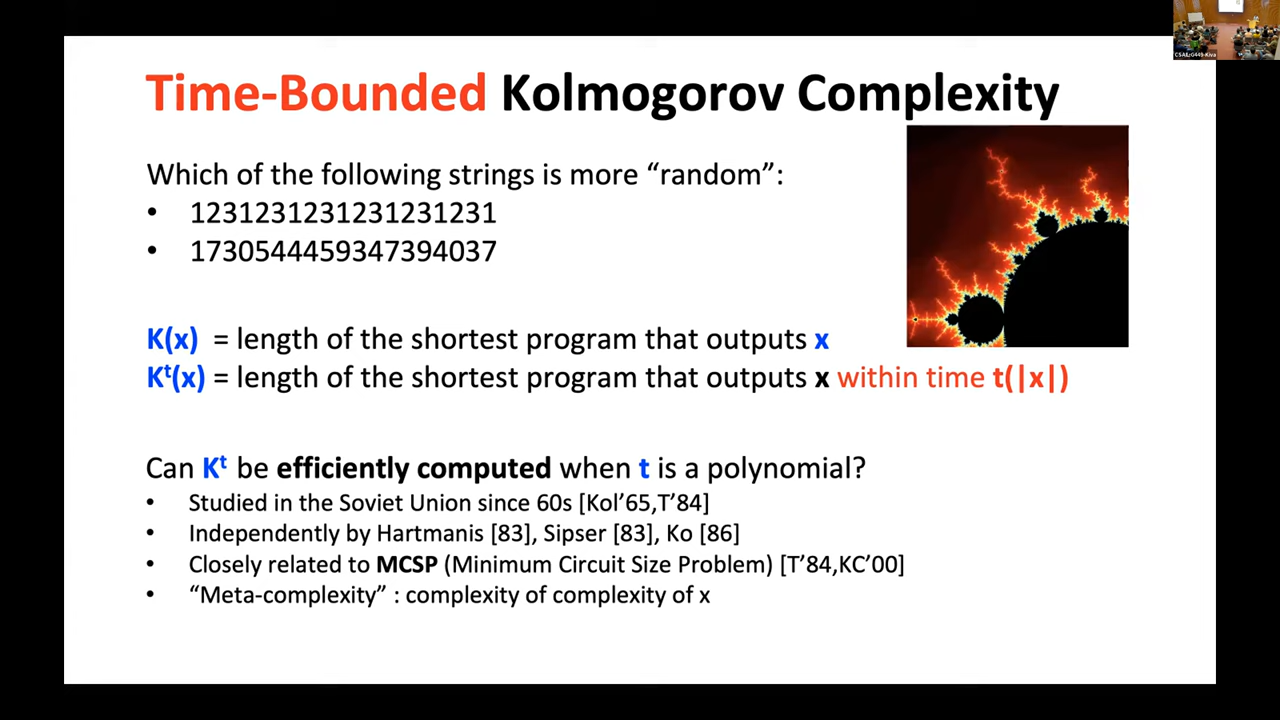 Time-Bounded Kolmogorov Complexity
Which of the following strings is more “random”:
• 1231231231231231231
• 1730544459347394037
K(x) = length of the shortest program that outputs x
Kᵗ(x) = length of the shortest program that outputs x within time t(|x|)
Can Kᵗ be efficiently computed when t is a polynomial?
• Studied in the Soviet Union since 60s [Kol’65,T’84]
• Independently by Hartmanis [83], Sipser [83], Ko [86]
• Closely related to MCSP (Minimum Circuit Size Problem) [T’84,KC’00]
• “Meta-complexity” : complexity of complexity of x